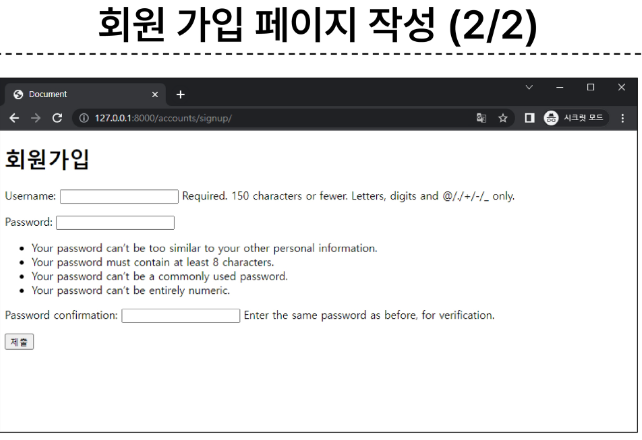 회원 가입 페이지 작성 (2/2)
Document
127.0.0.1:8000/accounts/signup/
시크릿 모드
회원가입
Username: Required. 150 characters or fewer. Letters, digits and @/./+/-/_ only.
Password:
Your password can't be too similar to your other personal information.
Your password must contain at least 8 characters.
Your password can't be a commonly used password.
Your password can't be entirely numeric.
Password confirmation: Enter the same password as before, for verification.
제출